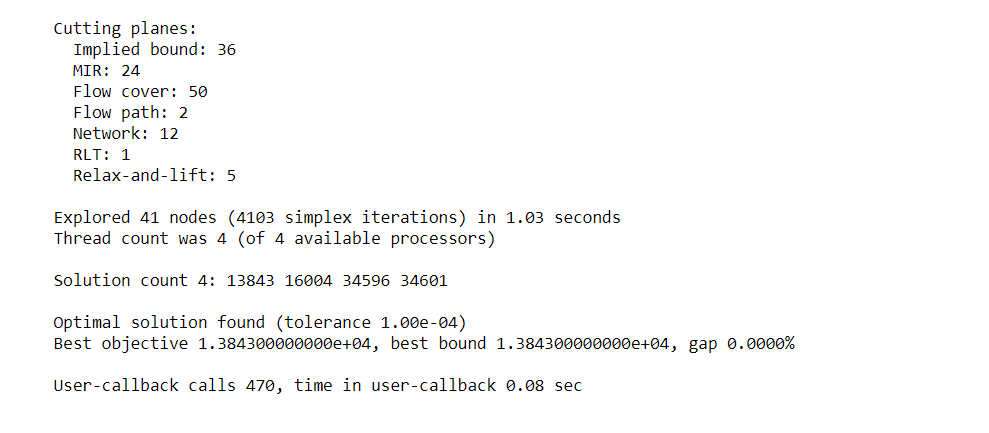 Cutting planes:
Implied bound: 36
MIR: 24
Flow cover: 50
Flow path: 2
Network: 12
RLT: 1
Relax-and-lift: 5
Explored 41 nodes (4103 simplex iterations) in 1.03 seconds
Thread count was 4 (of 4 available processors)
Solution count 4: 13843 16004 34596 34601
Optimal solution found (tolerance 1.00e-04)
Best objective 1.384300000000e+04, best bound 1.384300000000e+04, gap 0.0000%
User-callback calls 470, time in user-callback 0.08 sec